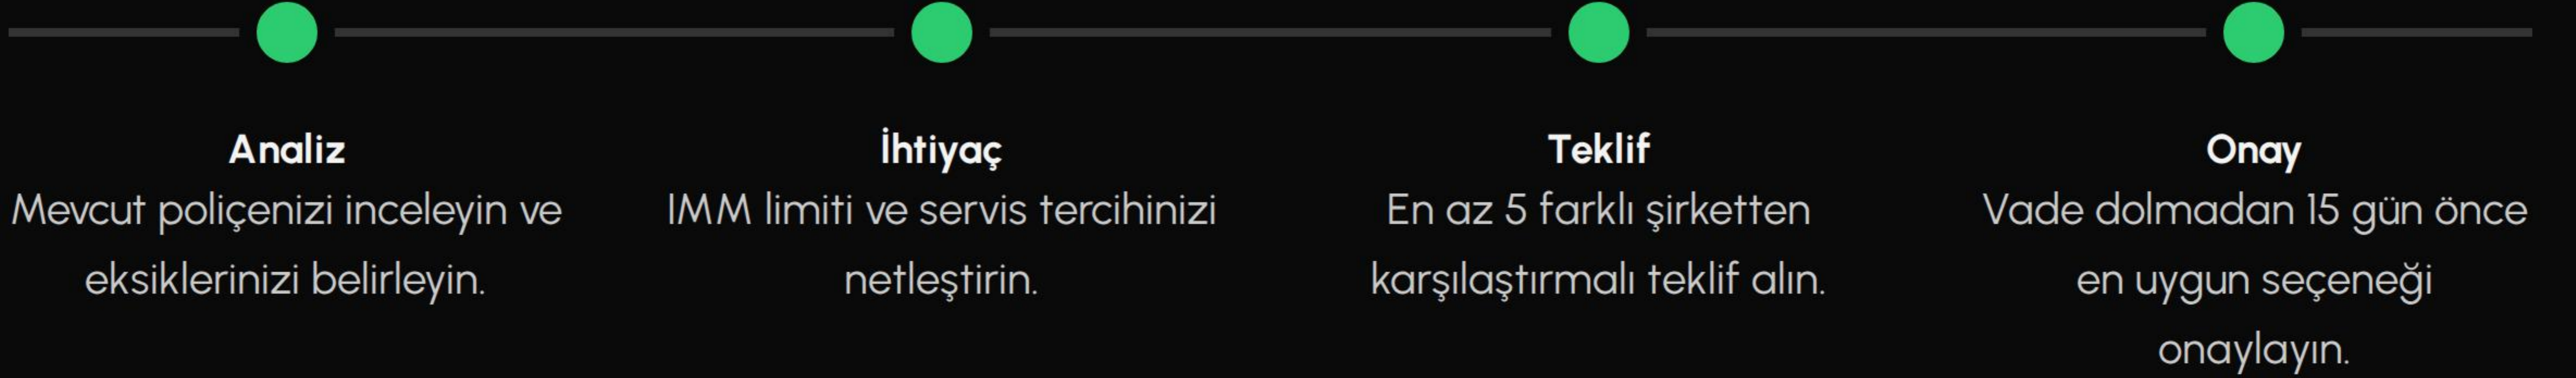 Analiz
Mevcut poliçenizi inceleyin ve
eksiklerinizi belirleyin.
İhtiyaç
IMM limiti ve servis tercihinizi
netleştirin.
Teklif
En az 5 farklı şirketten
karşılaştırmalı teklif alın.
Onay
Vade dolmadan 15 gün önce
en uygun seçeneği
onaylayın.